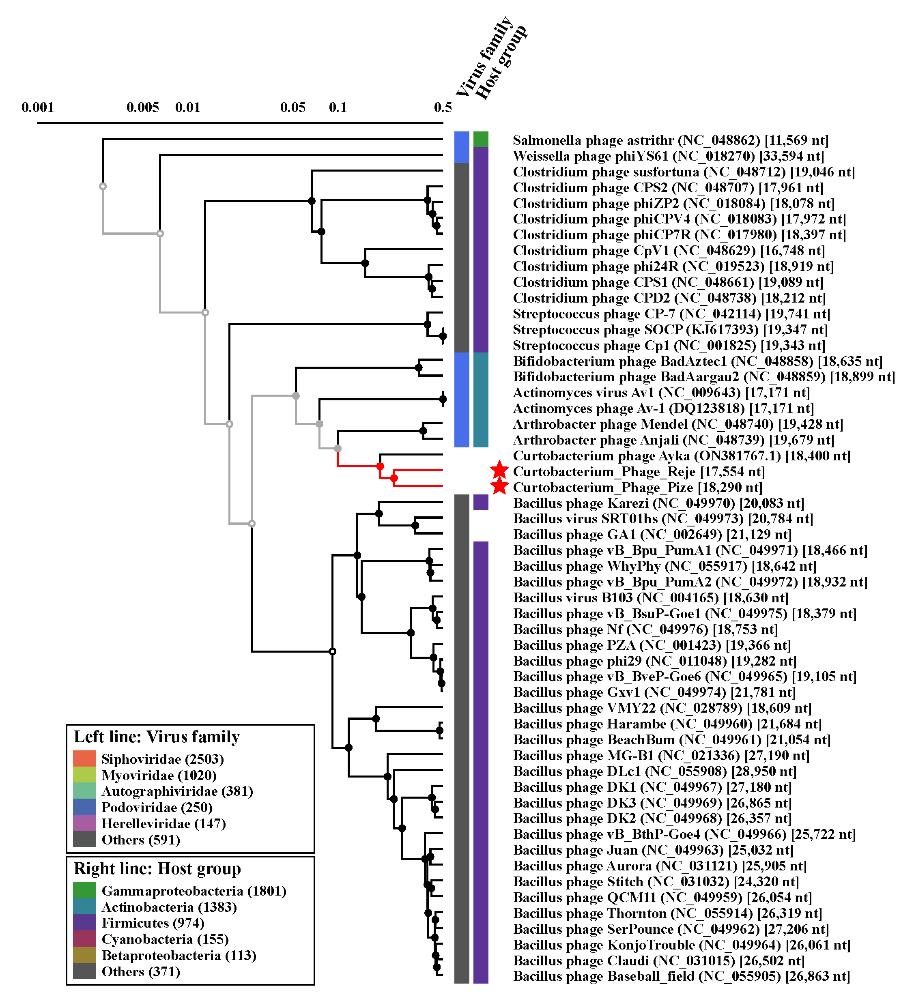 Virus family
Host group
0.001 0.005 0.01 0.05 0.1 0.5
Salmonella phage astrithr (NC_048862) [11,569 nt]
Weissella phage phiYS61 (NC_018270) [33,594 nt]
Clostridium phage susfortuna (NC_048712) [19,046 nt]
Clostridium phage CPS2 (NC_048707) [17,961 nt]
Clostridium phage phiZP2 (NC_018084) [18,078 nt]
Clostridium phage phiCPV4 (NC_018083) [17,972 nt]
Clostridium phage phiCP7R (NC_017980) [18,397 nt]
Clostridium phage CpV1 (NC_048629) [16,748 nt]
Clostridium phage phi24R (NC_019523) [18,919 nt]
Clostridium phage CPS1 (NC_048661) [19,089 nt]
Clostridium phage CPD2 (NC_048738) [18,212 nt]
Streptococcus phage CP-7 (NC_042114) [19,741 nt]
Streptococcus phage SOCP (KJ617393) [19,347 nt]
Streptococcus phage Cp1 (NC_001825) [19,343 nt]
Bifidobacterium phage BadAztec1 (NC_048858) [18,635 nt]
Bifidobacterium phage BadAargau2 (NC_048859) [18,899 nt]
Actinomyces virus Av1 (NC_009643) [17,171 nt]
Actinomyces phage Av-1 (DQ123818) [17,171 nt]
Arthrobacter phage Mendel (NC_048740) [19,428 nt]
Arthrobacter phage Anjali (NC_048739) [19,679 nt]
Curtobacterium phage Ayka (ON381767.1) [18,400 nt]
Curtobacterium_Phage_Reje [17,554 nt]
Curtobacterium_Phage_Pize [18,290 nt]
Bacillus phage Karezi (NC_049970) [20,083 nt]
Bacillus virus SRT01hs (NC_049973) [20,784 nt]
Bacillus phage GA1 (NC_002649) [21,129 nt]
Bacillus phage vB_Bpu_PumA1 (NC_049971) [18,466 nt]
Bacillus phage WhyPhy (NC_055917) [18,642 nt]
Bacillus phage vB_Bpu_PumA2 (NC_049972) [18,932 nt]
Bacillus virus B103 (NC_004165) [18,630 nt]
Bacillus phage vB_BsuP-Goe1 (NC_049975) [18,379 nt]
Bacillus phage Nf (NC_049976) [18,753 nt]
Bacillus phage PZA (NC_001423) [19,366 nt]
Bacillus phage phi29 (NC_011048) [19,282 nt]
Bacillus phage vB_BveP-Goe6 (NC_049965) [19,105 nt]
Bacillus phage Gxv1 (NC_049974) [21,781 nt]
Bacillus phage VMY22 (NC_028789) [18,609 nt]
Bacillus phage Harambe (NC_049960) [21,684 nt]
Bacillus phage BeachBum (NC_049961) [21,054 nt]
Bacillus phage MG-B1 (NC_021336) [27,190 nt]
Bacillus phage DLc1 (NC_055908) [28,950 nt]
Bacillus phage DK1 (NC_049967) [27,180 nt]
Bacillus phage DK3 (NC_049969) [26,865 nt]
Bacillus phage DK2 (NC_049968) [26,357 nt]
Bacillus phage vB_BthP-Goe4 (NC_049966) [25,722 nt]
Bacillus phage Juan (NC_049963) [25,032 nt]
Bacillus phage Aurora (NC_031121) [25,905 nt]
Bacillus phage Stitch (NC_031032) [24,320 nt]
Bacillus phage QCM11 (NC_049959) [26,054 nt]
Bacillus phage Thornton (NC_055914) [26,319 nt]
Bacillus phage SerPounce (NC_049962) [27,206 nt]
Bacillus phage KonjoTrouble (NC_049964) [26,061 nt]
Bacillus phage Claudi (NC_031015) [26,502 nt]
Bacillus phage Baseball_field (NC_055905) [26,863 nt]
Left line: Virus family
Siphoviridae (2503)
Myoviridae (1020)
Autographiviridae (381)
Podoviridae (250)
Herelleviridae (147)
Others (591)
Right line: Host group
Gammaproteobacteria (1801)
Actinobacteria (1383)
Firmicutes (974)
Cyanobacteria (155)
Betaproteobacteria (113)
Others (371)